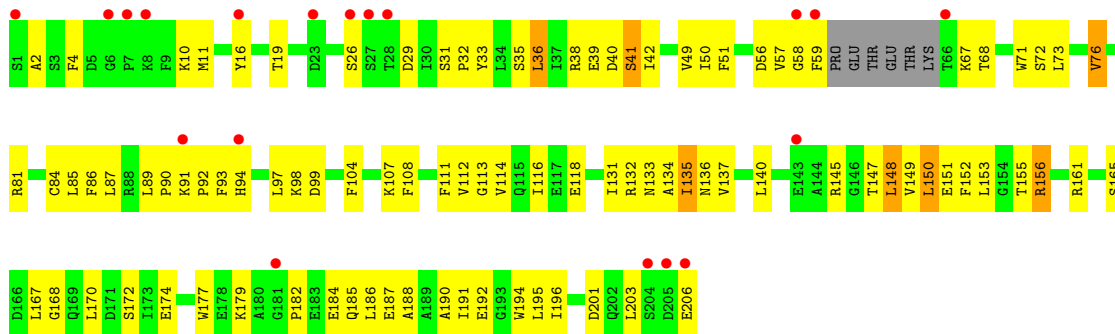 S1 A2 S3 F4 D5 G6 P7 K8 F9 K10 M11 Y16 T19 D23 S26 S27 T28 D29 I30 S31 P32 Y33 L34 S35 L36 I37 R38 E39 D40 S41 I42 V49 I50 F51 D56 V57 G58 F59 PRO GLU THR GLU THR LYS T66 K67 T68 W71 S72 L73 V76
R81 C84 L85 F86 L87 R88 L89 P90 K91 P92 F93 H94 L97 K98 D99 F104 K107 F108 F111 V112 G113 V114 Q115 I116 E117 E118 I131 R132 N133 A134 I135 N136 V137 L140 E143 A144 R145 G146 T147 L148 V149 L150 E151 F152 L153 G154 T155 R156 R161 S165
D166 L167 G168 Q169 L170 D171 S172 I173 E174 W177 E178 K179 A180 G181 P182 E183 E184 Q185 L186 E187 A188 A189 A190 I191 E192 G193 W194 L195 I196 D201 Q202 L203 S204 D205 E206